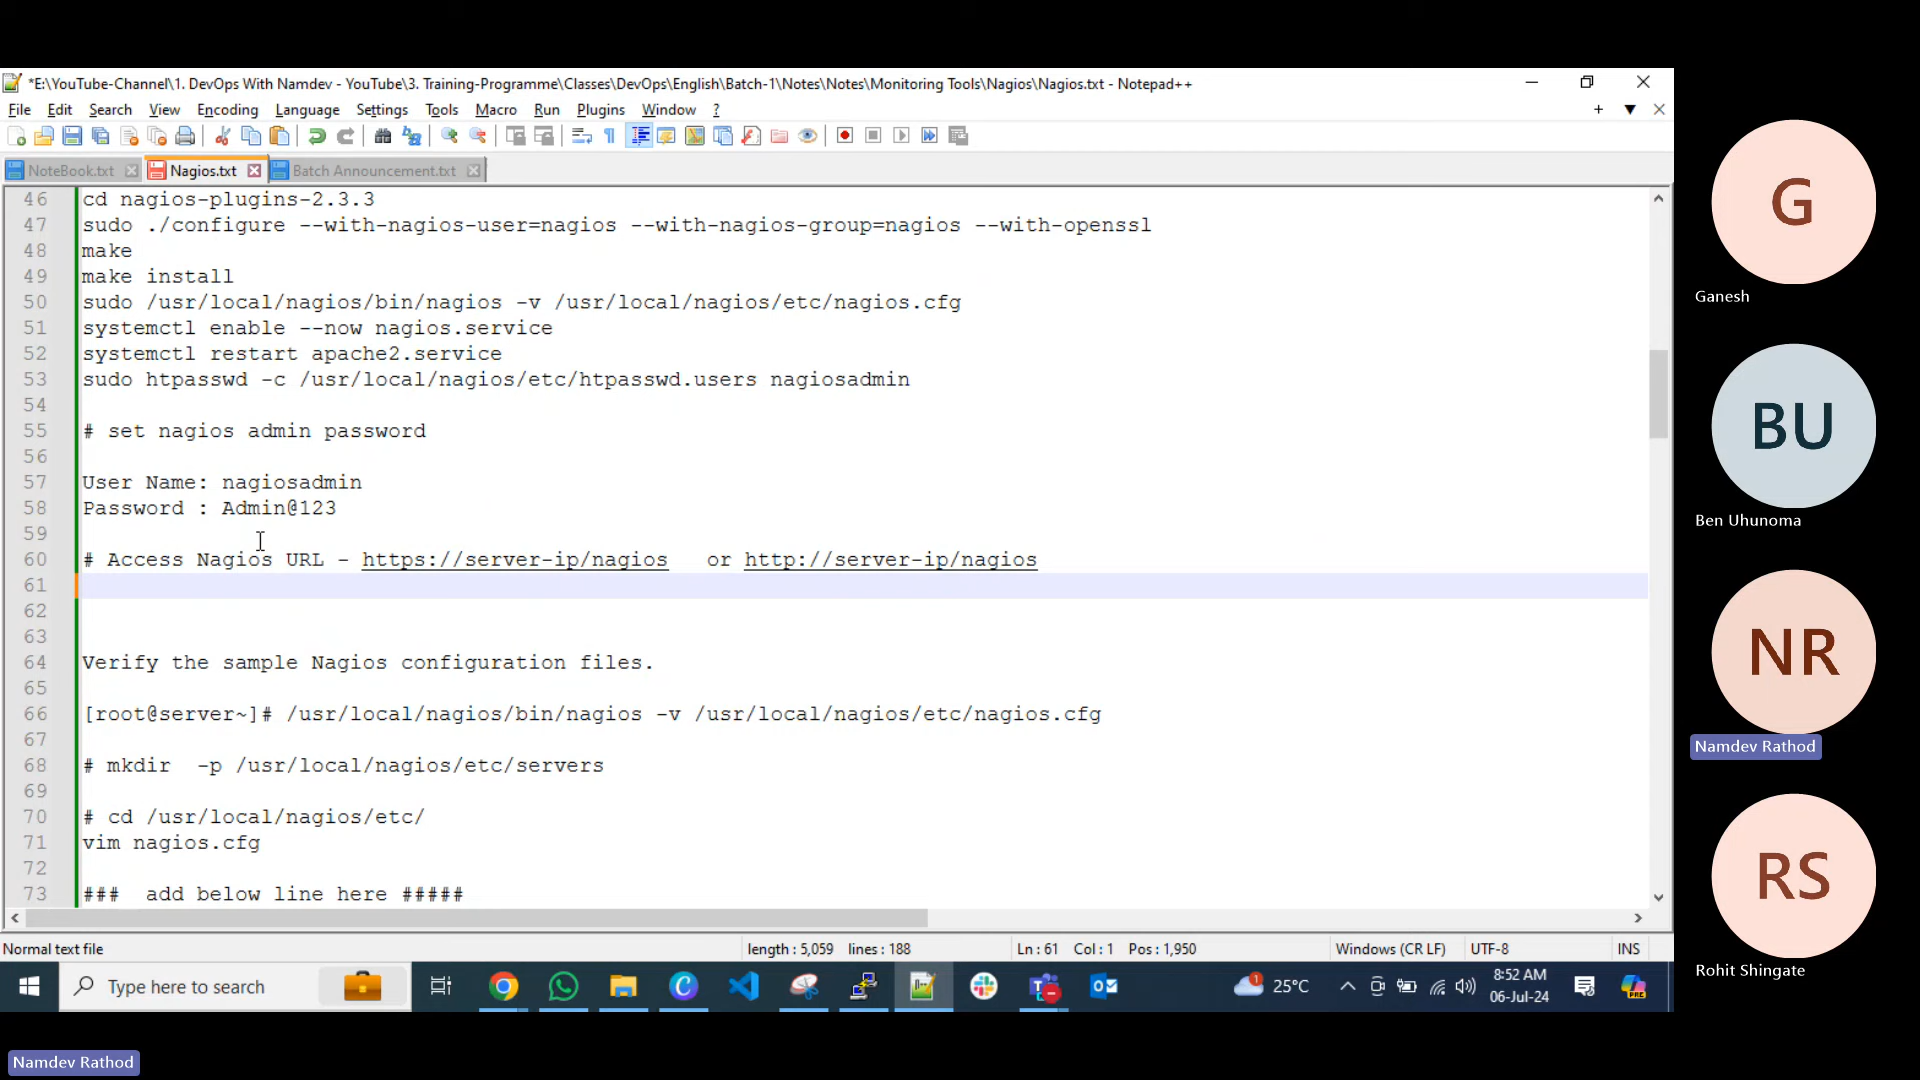 *E:\YouTube-Channel\1. DevOps With Namdev - YouTube\3. Training-Programme\Classes\DevOps\English\Batch-1\Notes\Notes\Monitoring Tools\Nagios\Nagios.txt - Notepad++
File Edit Search View Encoding Language Settings Tools Macro Run Plugins Window ?
NoteBook.txt Nagios.txt Batch Announcement.txt
46 cd nagios-plugins-2.3.3
47 sudo ./configure --with-nagios-user=nagios --with-nagios-group=nagios --with-openssl
48 make
49 make install
50 sudo /usr/local/nagios/bin/nagios -v /usr/local/nagios/etc/nagios.cfg
51 systemctl enable --now nagios.service
52 systemctl restart apache2.service
53 sudo htpasswd -c /usr/local/nagios/etc/htpasswd.users nagiosadmin
54
55 # set nagios admin password
56
57 User Name: nagiosadmin
58 Password : Admin@123
59
60 # Access Nagios URL - https://server-ip/nagios or http://server-ip/nagios
61
62
63
64 Verify the sample Nagios configuration files.
65
66 [root@server~]# /usr/local/nagios/bin/nagios -v /usr/local/nagios/etc/nagios.cfg
67
68 # mkdir -p /usr/local/nagios/etc/servers
69
70 # cd /usr/local/nagios/etc/
71 vim nagios.cfg
72
73 ### add below line here #####
Normal text file length : 5,059 lines : 188 Ln : 61 Col : 1 Pos : 1,950 Windows (CR LF) UTF-8 INS
Type here to search 25°C 8:52 AM
06-Jul-24
G
Ganesh
BU
Ben Uhunoma
NR
Namdev Rathod
RS
Rohit Shingate
Namdev Rathod